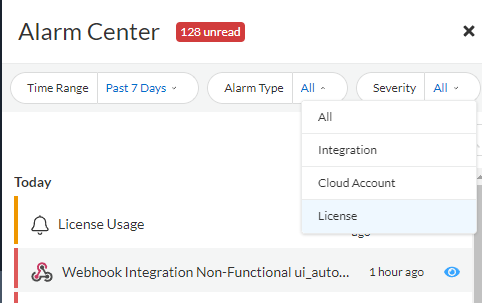 Alarm Center 128 unread
Time Range Past 7 Days Alarm Type All Severity All
All
Integration
Cloud Account
License
Today
License Usage
ago
Webhook Integration Non-Functional ui_auto... 1 hour ago